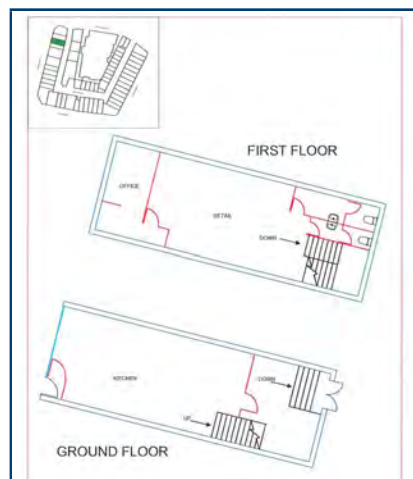 FIRST FLOOR
OFFICE
RETAIL
DOWN
KITCHEN
DOWN
UP
GROUND FLOOR